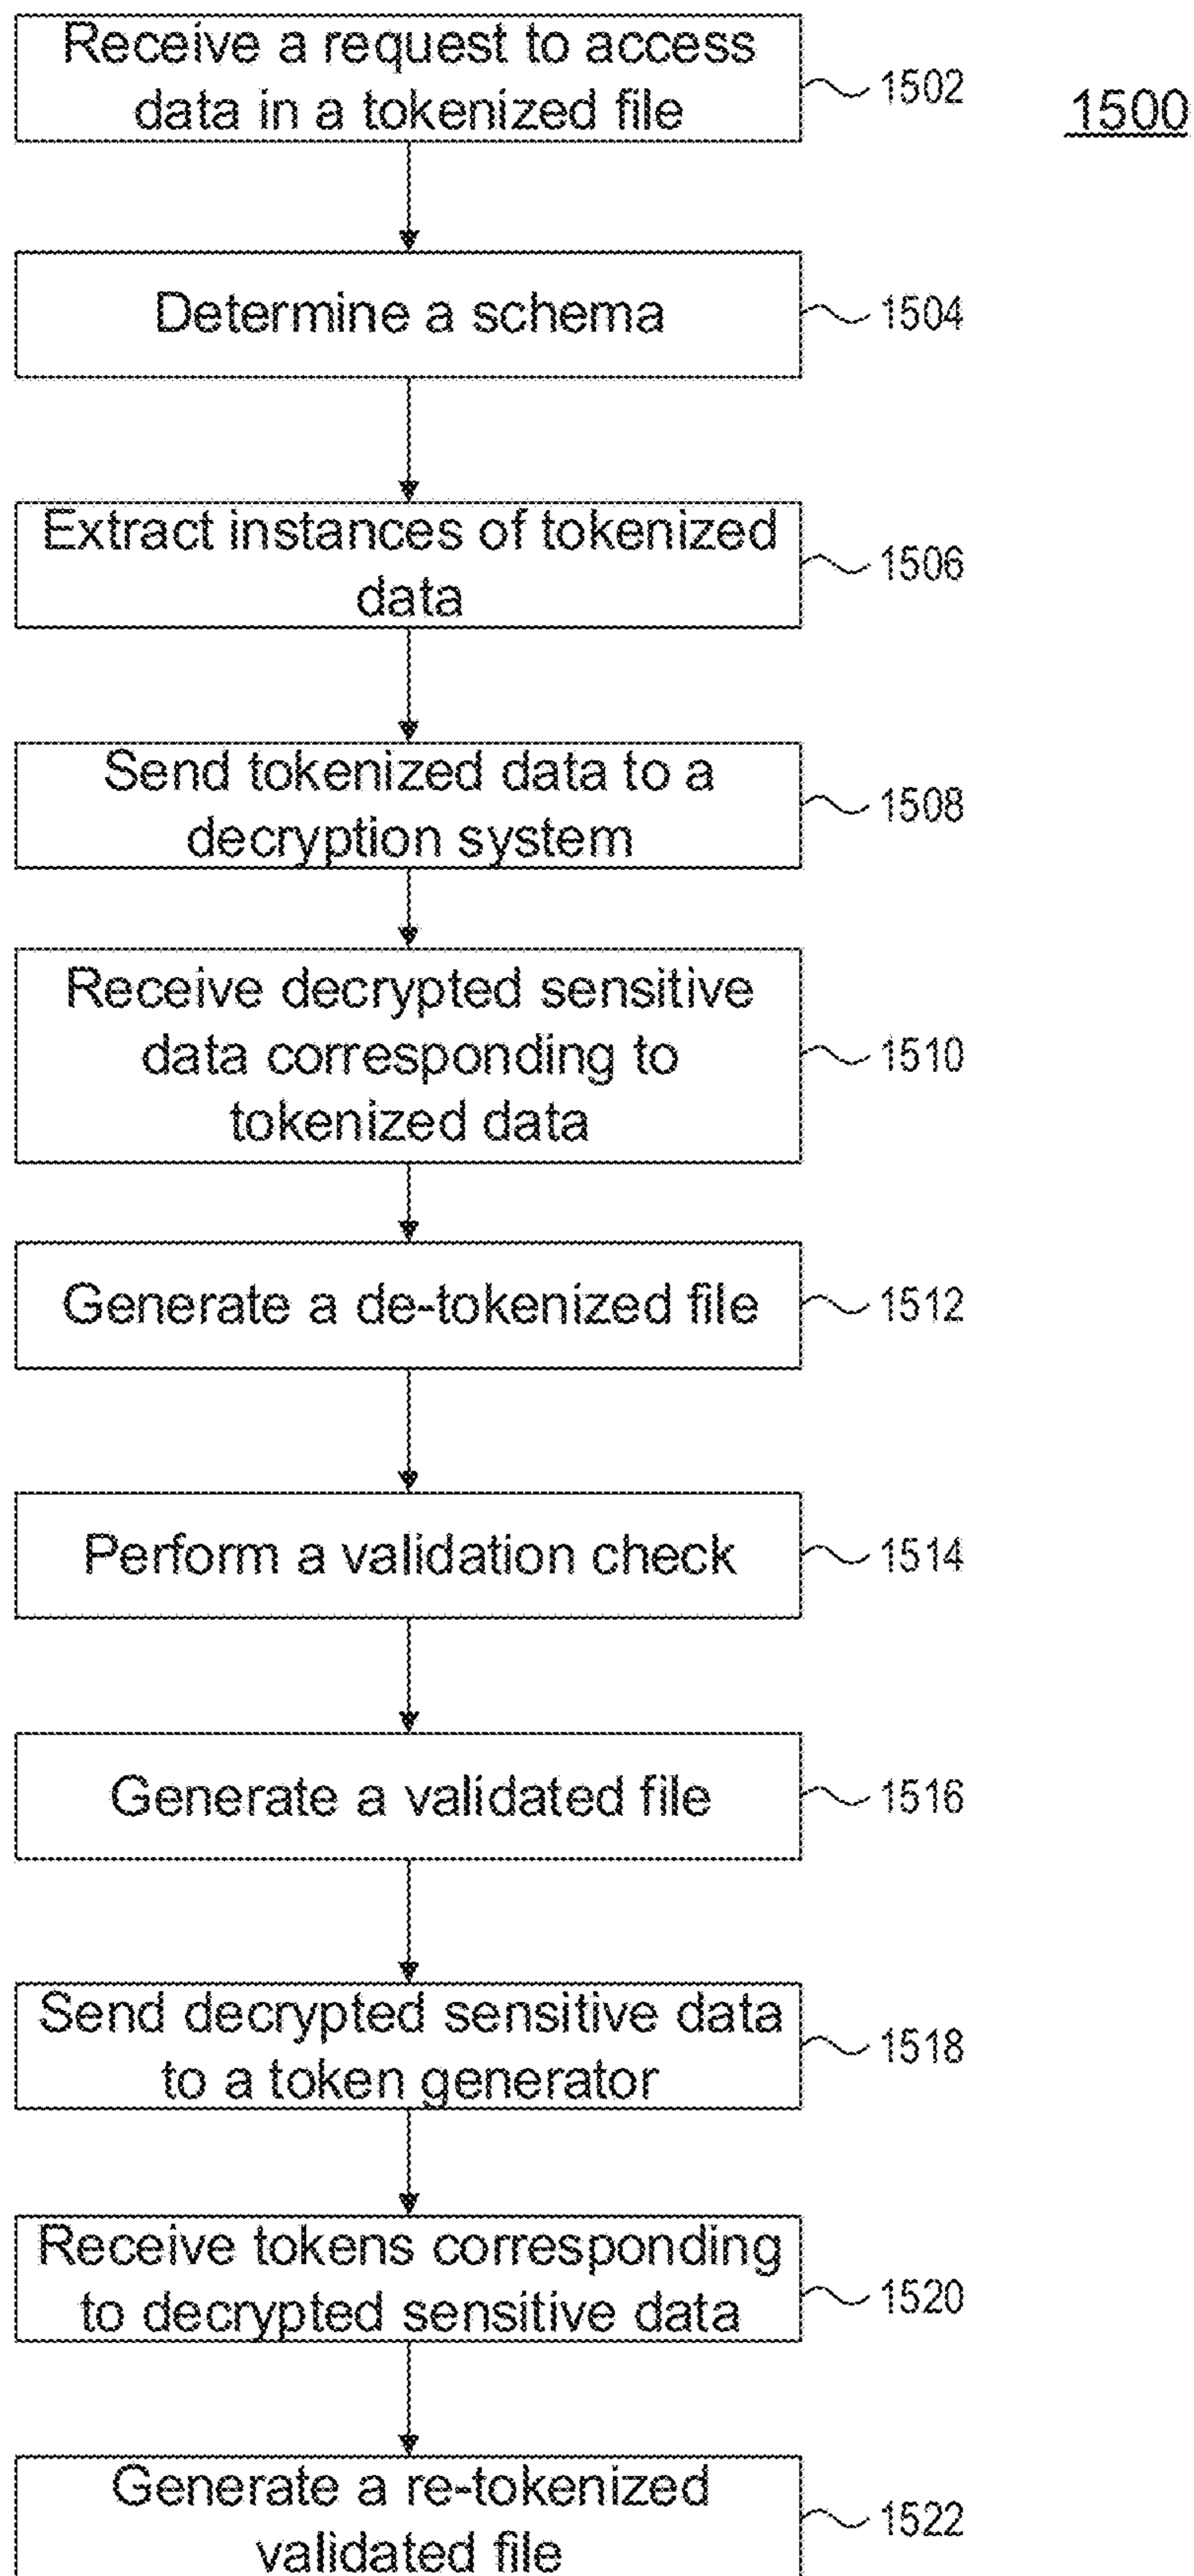 Receive a request to access
data in a tokenized file
1502
1500
Determine a schema
1504
Extract instances of tokenized
data
1506
Send tokenized data to a
decryption system
1508
Receive decrypted sensitive
data corresponding to
tokenized data
1510
Generate a de-tokenized file
1512
Perform a validation check
1514
Generate a validated file
1516
Send decrypted sensitive data
to a token generator
1518
Receive tokens corresponding
to decrypted sensitive data
1520
Generate a re-tokenized
validated file
1522